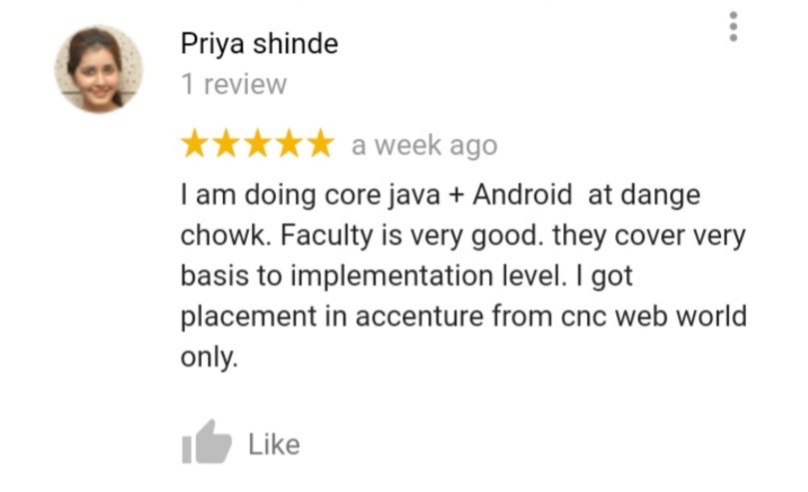 Priya shinde
1 review
a week ago
I am doing core java + Android  at dange
chowk. Faculty is very good. they cover very
basis to implementation level. I got
placement in accenture from cnc web world
only.
Like